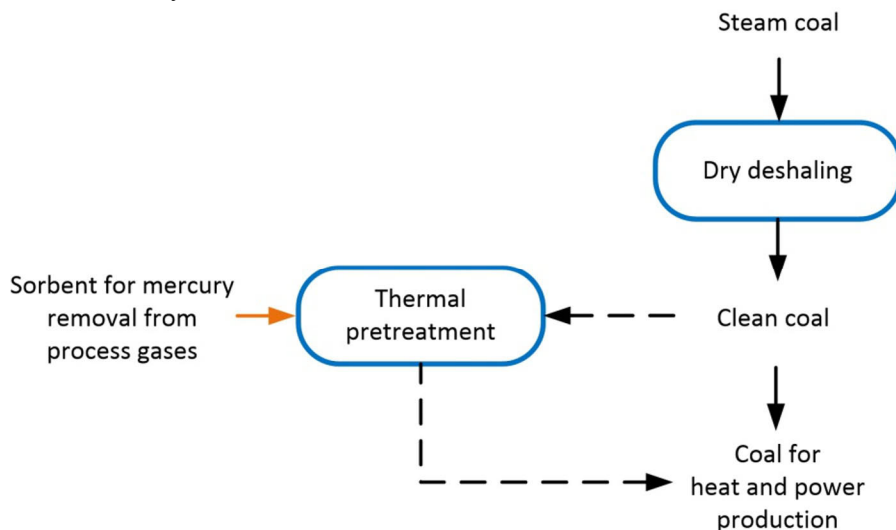 Steam coal
Dry deshaling
Sorbent for mercury
removal from
process gases
Thermal
pretreatment
Clean coal
Coal for
heat and power
production